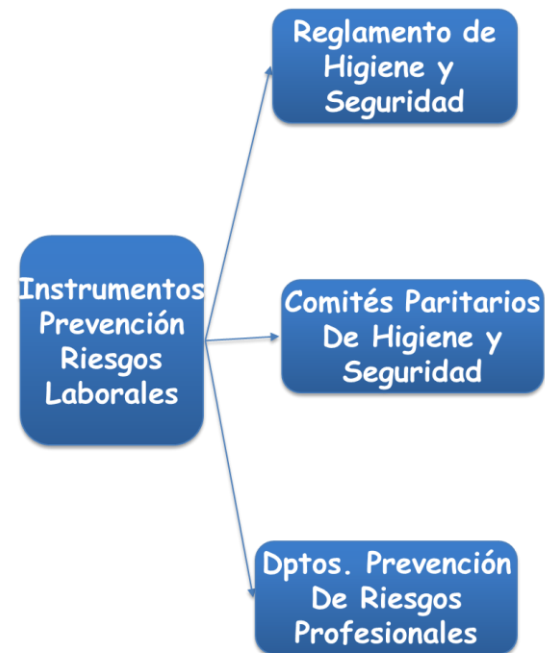 Reglamento de
Higiene y
Seguridad
Instrumentos
Prevención
Riesgos
Laborales
Comités Paritarios
De Higiene y
Seguridad
Dptos. Prevención
De Riesgos
Profesionales